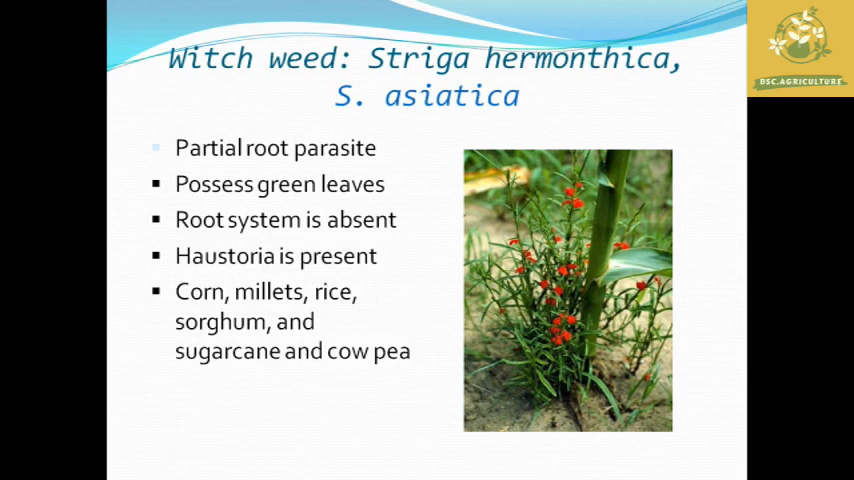 Witch weed: Striga hermonthica,
S. asiatica
BSC.AGRICULTURE
Partial root parasite
Possess green leaves
Root system is absent
Haustoria is present
Corn, millets, rice,
sorghum, and
sugarcane and cow pea